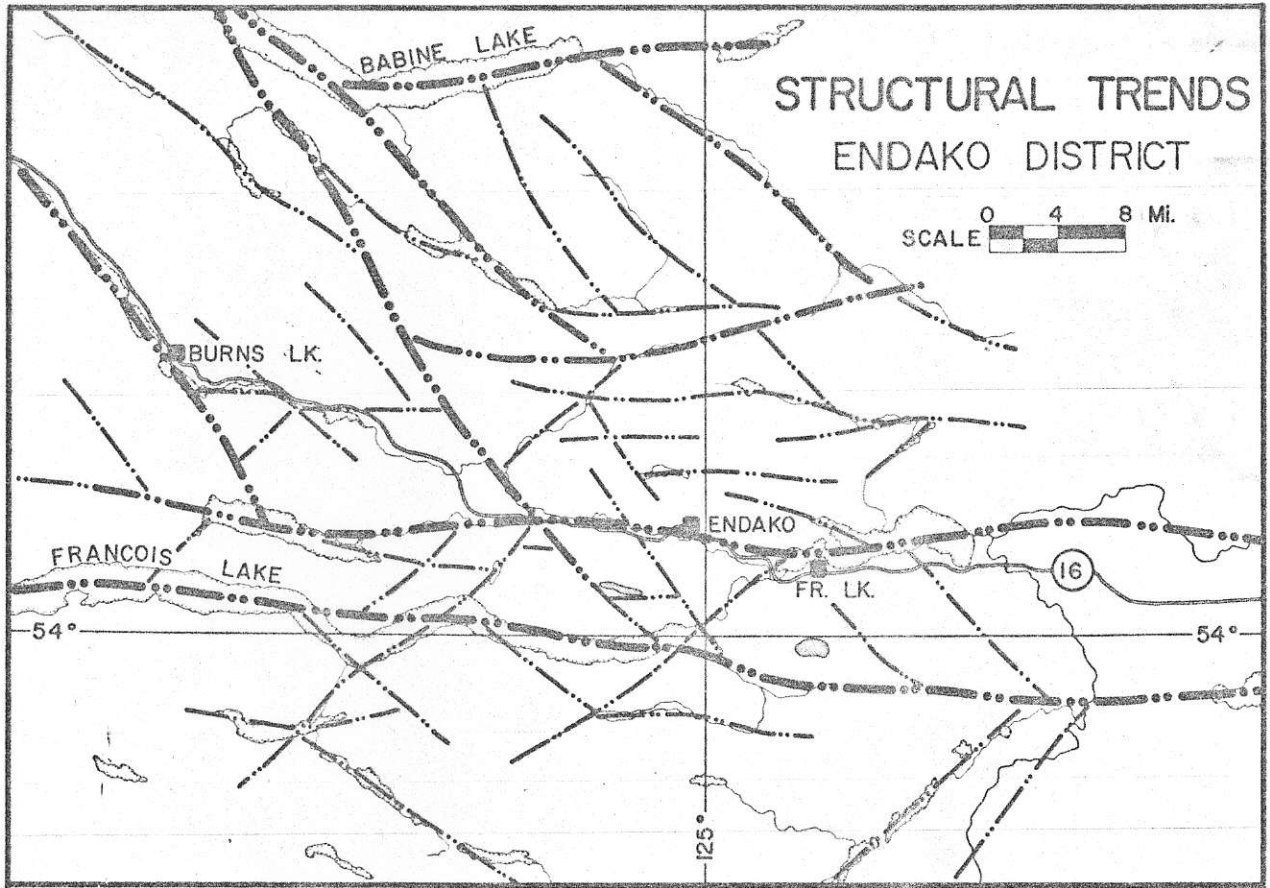 BABINE LAKE
STRUCTURAL TRENDS
ENDAKO DISTRICT
0 4 8 Mi.
SCALE
BURNS LK.
ENDAKO
FRANCOIS LAKE
FR. LK.
16
54°
54°
125°